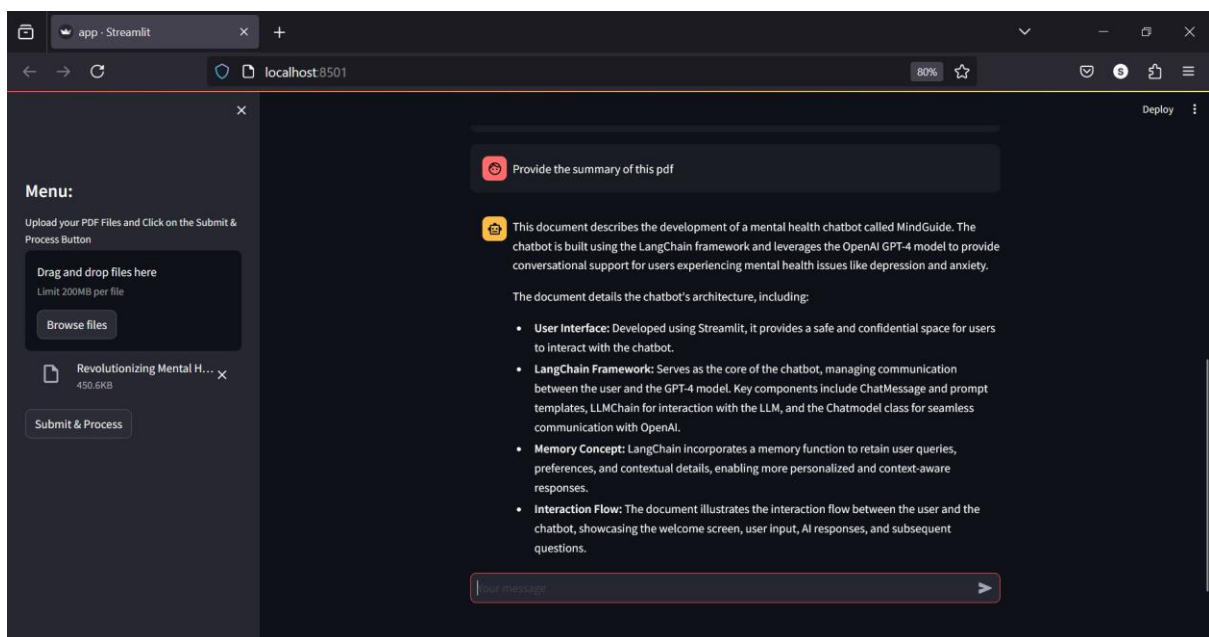 app · Streamlit
localhost:8501
80%
S
Deploy
Menu:
Upload your PDF Files and Click on the Submit &
Process Button
Drag and drop files here
Limit 200MB per file
Browse files
Revolutionizing Mental H...
450.6KB
Submit & Process
Provide the summary of this pdf
This document describes the development of a mental health chatbot called MindGuide. The
chatbot is built using the LangChain framework and leverages the OpenAI GPT-4 model to provide
conversational support for users experiencing mental health issues like depression and anxiety.
The document details the chatbot's architecture, including:
• User Interface: Developed using Streamlit, it provides a safe and confidential space for users
to interact with the chatbot.
• LangChain Framework: Serves as the core of the chatbot, managing communication
between the user and the GPT-4 model. Key components include ChatMessage and prompt
templates, LLMChain for interaction with the LLM, and the Chatmodel class for seamless
communication with OpenAI.
• Memory Concept: LangChain incorporates a memory function to retain user queries,
preferences, and contextual details, enabling more personalized and context-aware
responses.
• Interaction Flow: The document illustrates the interaction flow between the user and the
chatbot, showcasing the welcome screen, user input, AI responses, and subsequent
questions.
Your message